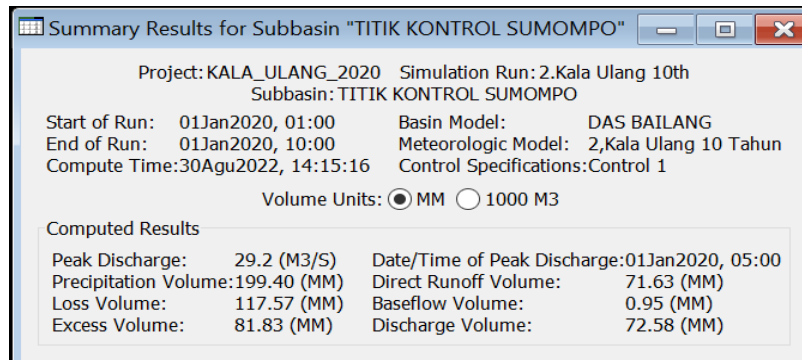 Summary Results for Subbasin "TITIK KONTROL SUMOMPO"
Project:KALA_ULANG_2020 Simulation Run:2.Kala Ulang 10th
Subbasin:TITIK KONTROL SUMOMPO
Start of Run: 01Jan2020, 01:00 Basin Model: DAS BAILANG
End of Run: 01Jan2020, 10:00 Meteorologic Model: 2,Kala Ulang 10 Tahun
Compute Time:30Agu2022, 14:15:16 Control Specifications:Control 1
Volume Units: MM 1000 M3
Computed Results
Peak Discharge: 29.2 (M3/S) Date/Time of Peak Discharge:01Jan2020, 05:00
Precipitation Volume:199.40 (MM) Direct Runoff Volume: 71.63 (MM)
Loss Volume: 117.57 (MM) Baseflow Volume: 0.95 (MM)
Excess Volume: 81.83 (MM) Discharge Volume: 72.58 (MM)